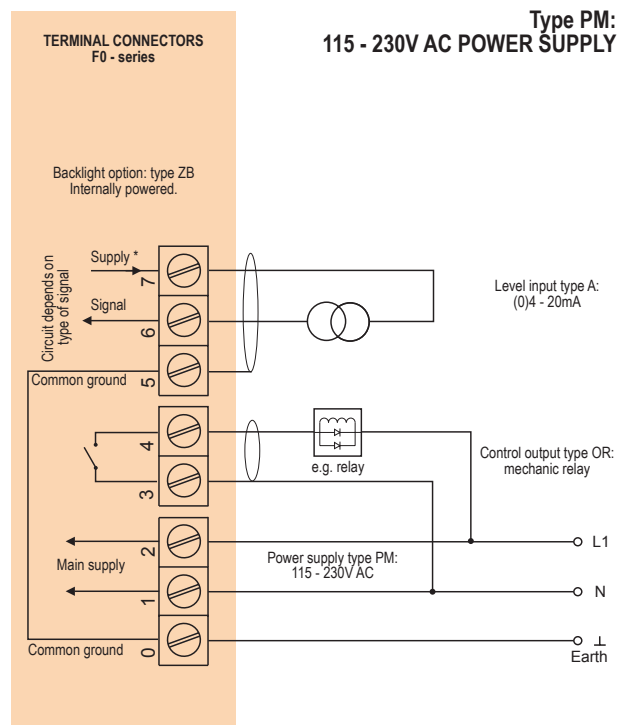 Type PM:
115 - 230V AC POWER SUPPLY
TERMINAL CONNECTORS
F0 - series
Backlight option: type ZB
Internally powered.
Circuit depends on
type of signal
Supply *
7
Signal
6
Common ground
5
Level input type A:
(0)4 - 20mA
4
3
e.g. relay
Control output type OR:
mechanic relay
2
Main supply
1
Power supply type PM:
115 - 230V AC
L1
N
Common ground
0
Earth